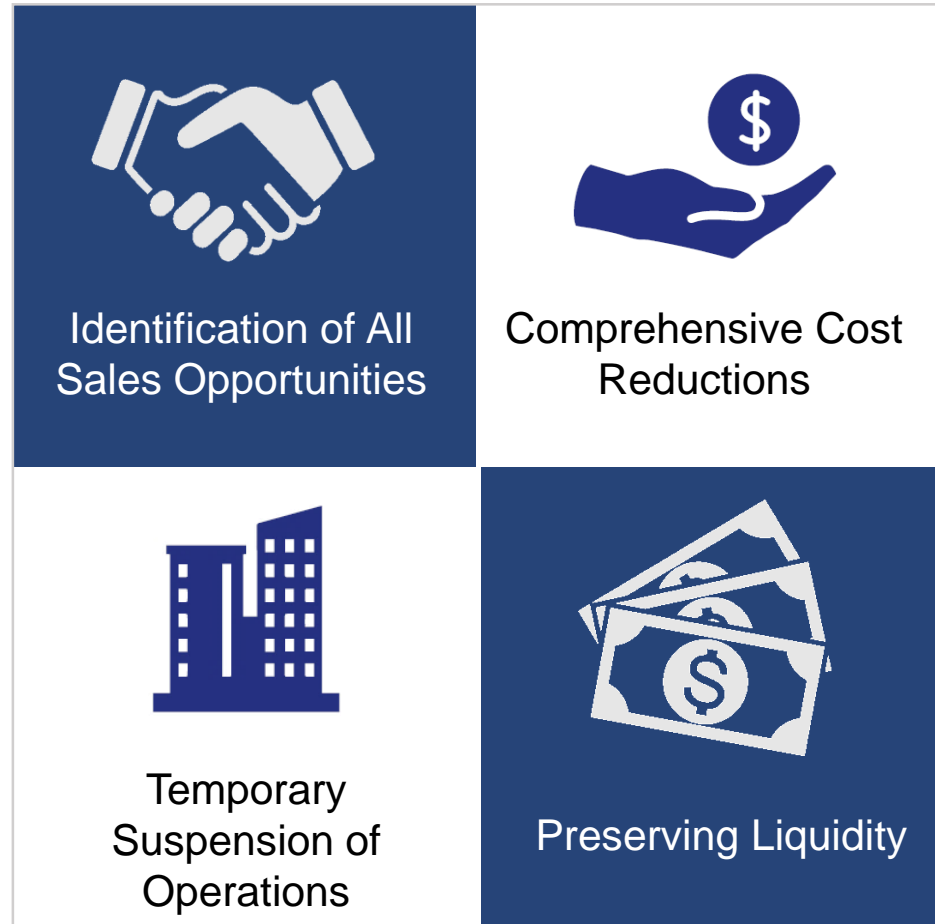 Identification of All
Sales Opportunities
Comprehensive Cost
Reductions
$
Temporary
Suspension of
Operations
Preserving Liquidity
$